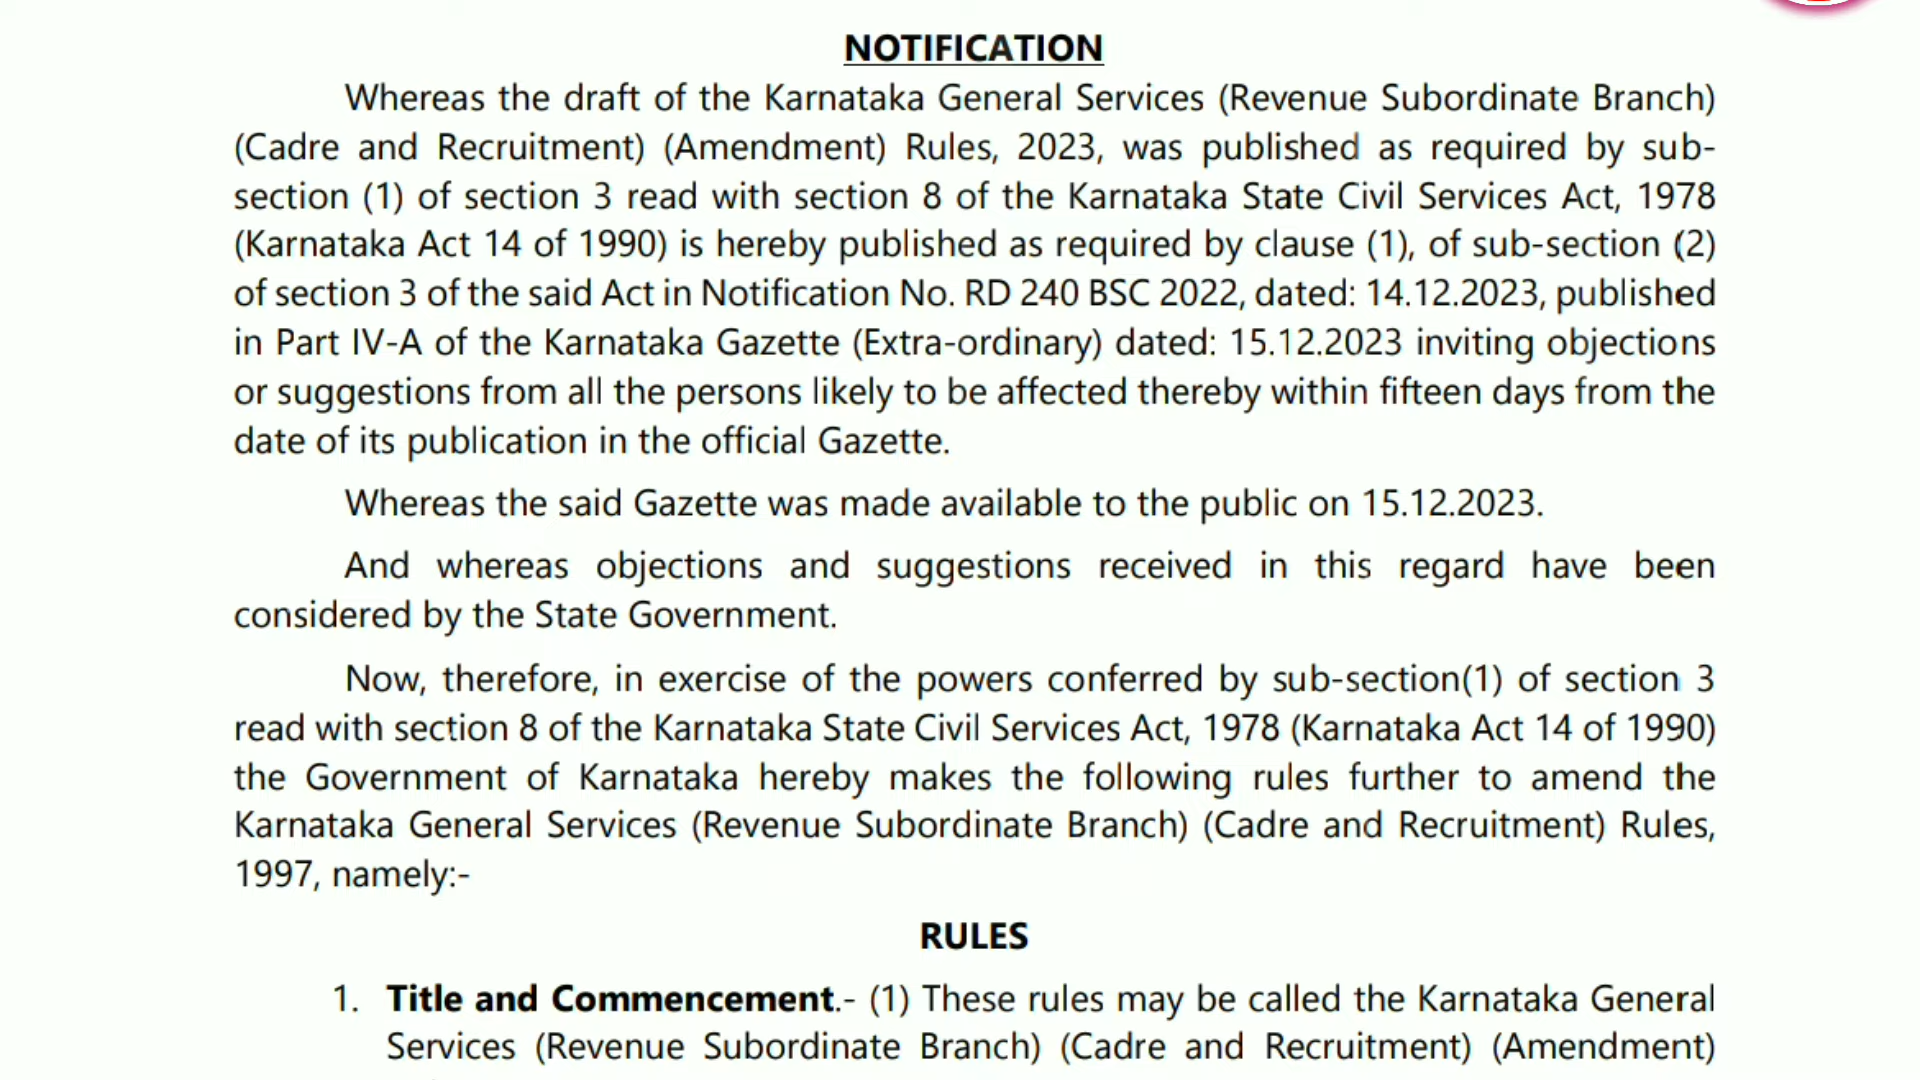 NOTIFICATION
Whereas the draft of the Karnataka General Services (Revenue Subordinate Branch)
(Cadre and Recruitment) (Amendment) Rules, 2023, was published as required by sub-
section (1) of section 3 read with section 8 of the Karnataka State Civil Services Act, 1978
(Karnataka Act 14 of 1990) is hereby published as required by clause (1), of sub-section (2)
of section 3 of the said Act in Notification No. RD 240 BSC 2022, dated: 14.12.2023, published
in Part IV-A of the Karnataka Gazette (Extra-ordinary) dated: 15.12.2023 inviting objections
or suggestions from all the persons likely to be affected thereby within fifteen days from the
date of its publication in the official Gazette.
Whereas the said Gazette was made available to the public on 15.12.2023.
And whereas objections and suggestions received in this regard have been
considered by the State Government.
Now, therefore, in exercise of the powers conferred by sub-section(1) of section 3
read with section 8 of the Karnataka State Civil Services Act, 1978 (Karnataka Act 14 of 1990)
the Government of Karnataka hereby makes the following rules further to amend the
Karnataka General Services (Revenue Subordinate Branch) (Cadre and Recruitment) Rules,
1997, namely:-
RULES
1. Title and Commencement.- (1) These rules may be called the Karnataka General
Services (Revenue Subordinate Branch) (Cadre and Recruitment) (Amendment)